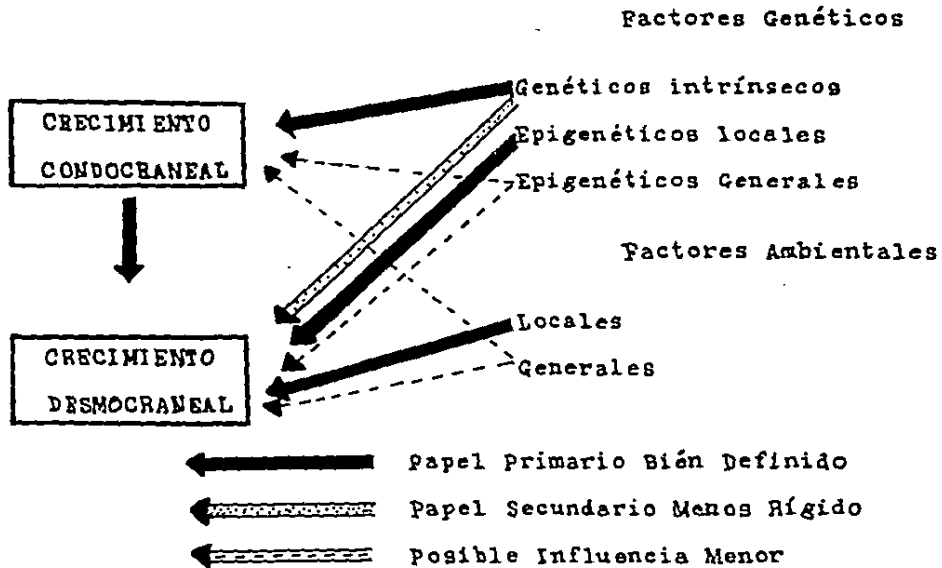 Factores Genéticos
Genéticos intrínsecos
CRECIMIENTO
CONDOCRANEAL
Epigenéticos locales
Epigenéticos Generales
Factores Ambientales
Locales
CRECIMIENTO
DESMOCRANEAL
Generales
Papel Primario Bién Definido
Papel Secundario Menos Rígido
Posible Influencia Menor